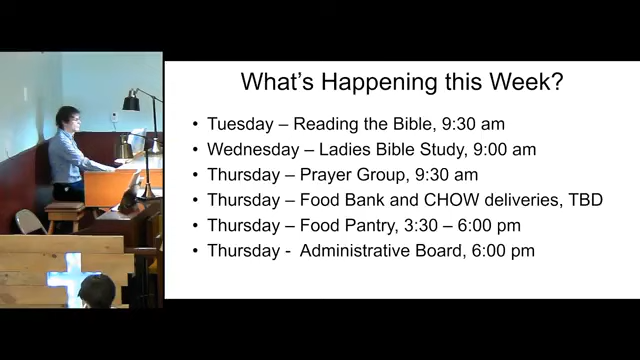 What's Happening this Week?
• Tuesday – Reading the Bible, 9:30 am
• Wednesday – Ladies Bible Study, 9:00 am
• Thursday – Prayer Group, 9:30 am
• Thursday – Food Bank and CHOW deliveries, TBD
• Thursday – Food Pantry, 3:30 – 6:00 pm
• Thursday -  Administrative Board, 6:00 pm